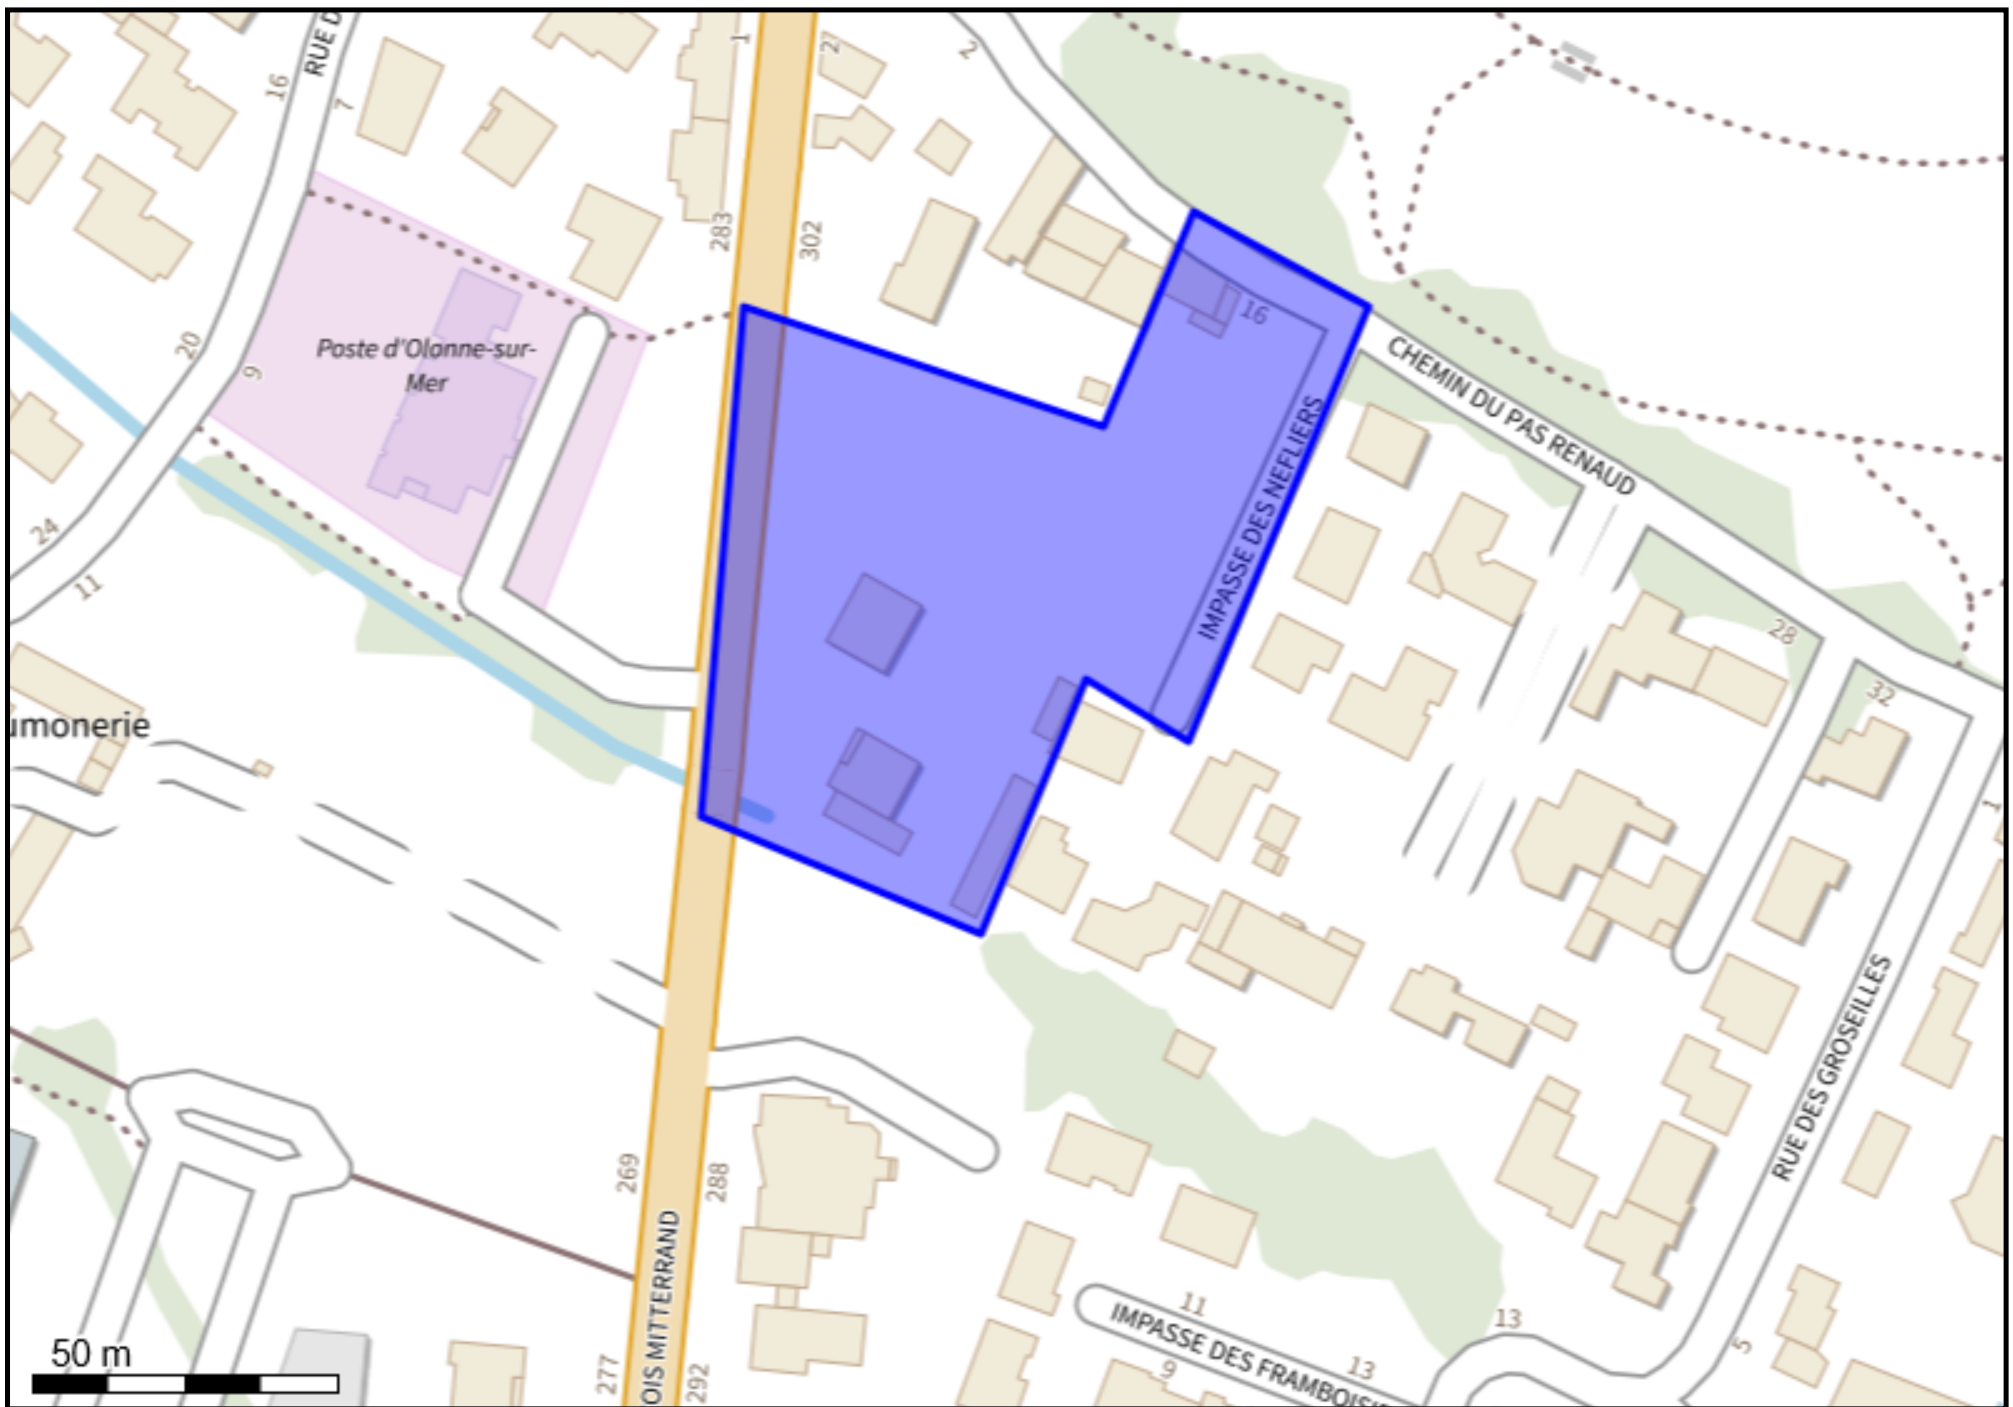 RUE D
16
7
1
2
2
283
302
16
20
9
Poste d'Olonne-sur-
Mer
CHEMIN DU PAS RENAUD
IMPASSE DES NEFLIERS
24
11
28
32
umonerie
1
RUE DES GROSEILLES
269
288
OIS MITTERRAND
277
292
11
IMPASSE DES FRAMBOIS
9
13
13
5
50 m